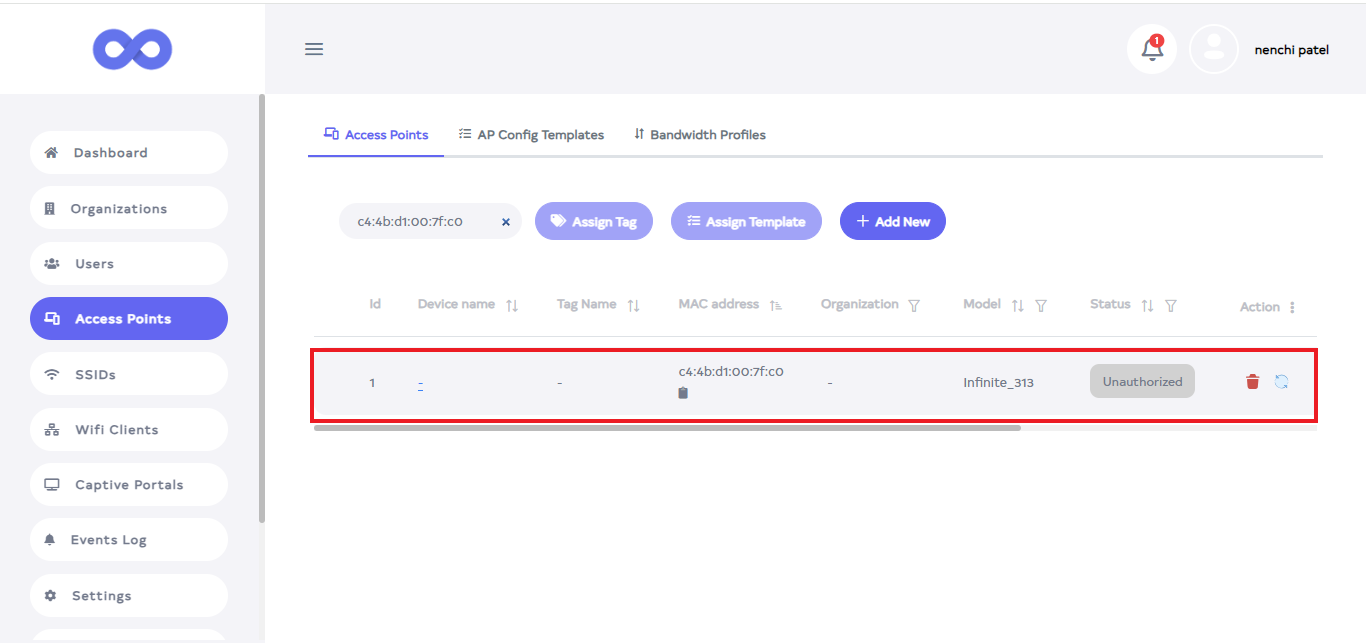 1
nenchi patel
Dashboard
Organizations
Users
Access Points
SSIDs
Wifi Clients
Captive Portals
Events Log
Settings
Access Points AP Config Templates Bandwidth Profiles
c4:4b:d1:00:7f:c0 × Assign Tag Assign Template + Add New
Id Device name Tag Name MAC address Organization Model Status Action
1 - - c4:4b:d1:00:7f:c0 - Infinite_313 Unauthorized